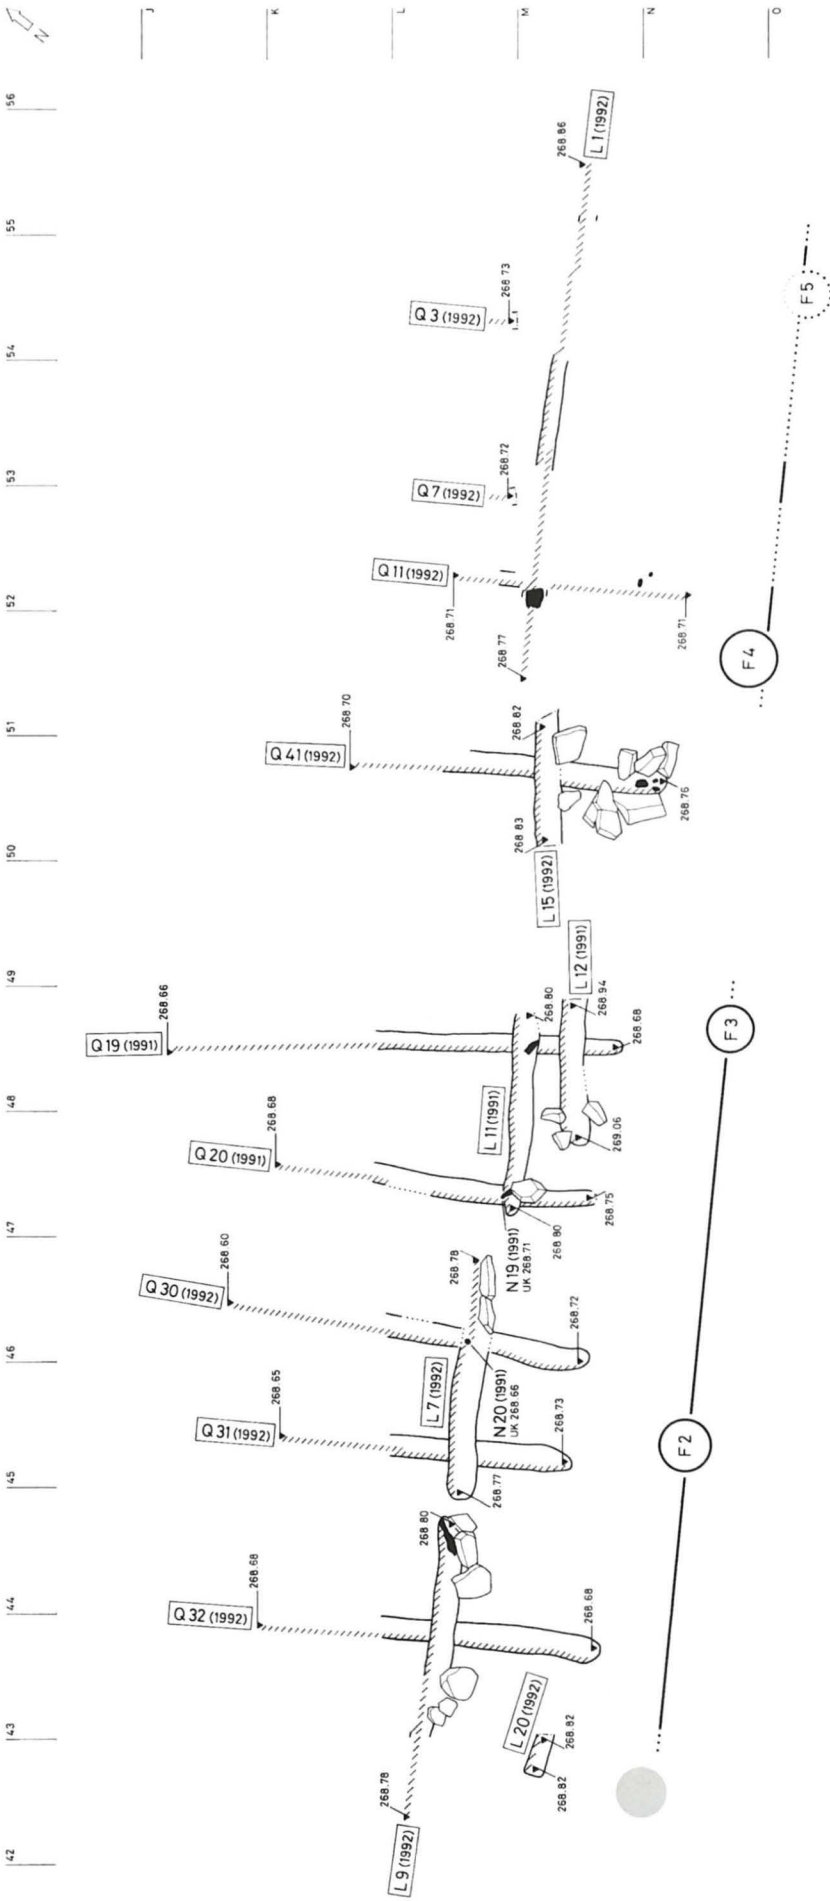 N
J
K
L
M
N
O
56
55
54
53
52
51
50
49
48
47
46
45
44
43
42
268.86
L 1 (1992)
Q 3 (1992)
268 73
F5
Q 7 (1992)
268.72
Q 11 (1992)
268.71
268.77
268.71
F4
Q 41 (1992)
268 70
268.82
268.83
268.76
L 15 (1992)
L 12 (1991)
Q 19 (1991)
268.66
268.80
268.94
268.68
F3
L 11 (1991)
269.06
Q 20 (1991)
268.68
268.75
268 80
N 19 (1991)
UK 268.71
Q 30 (1992)
268.60
268.78
268.72
L 7 (1992)
N 20 (1991)
UK 268.66
Q 31 (1992)
268.65
268.73
268.77
F2
268 80
Q 32 (1992)
268.68
268.68
L 20 (1992)
268.82
268.82
268.78
L 9 (1992)